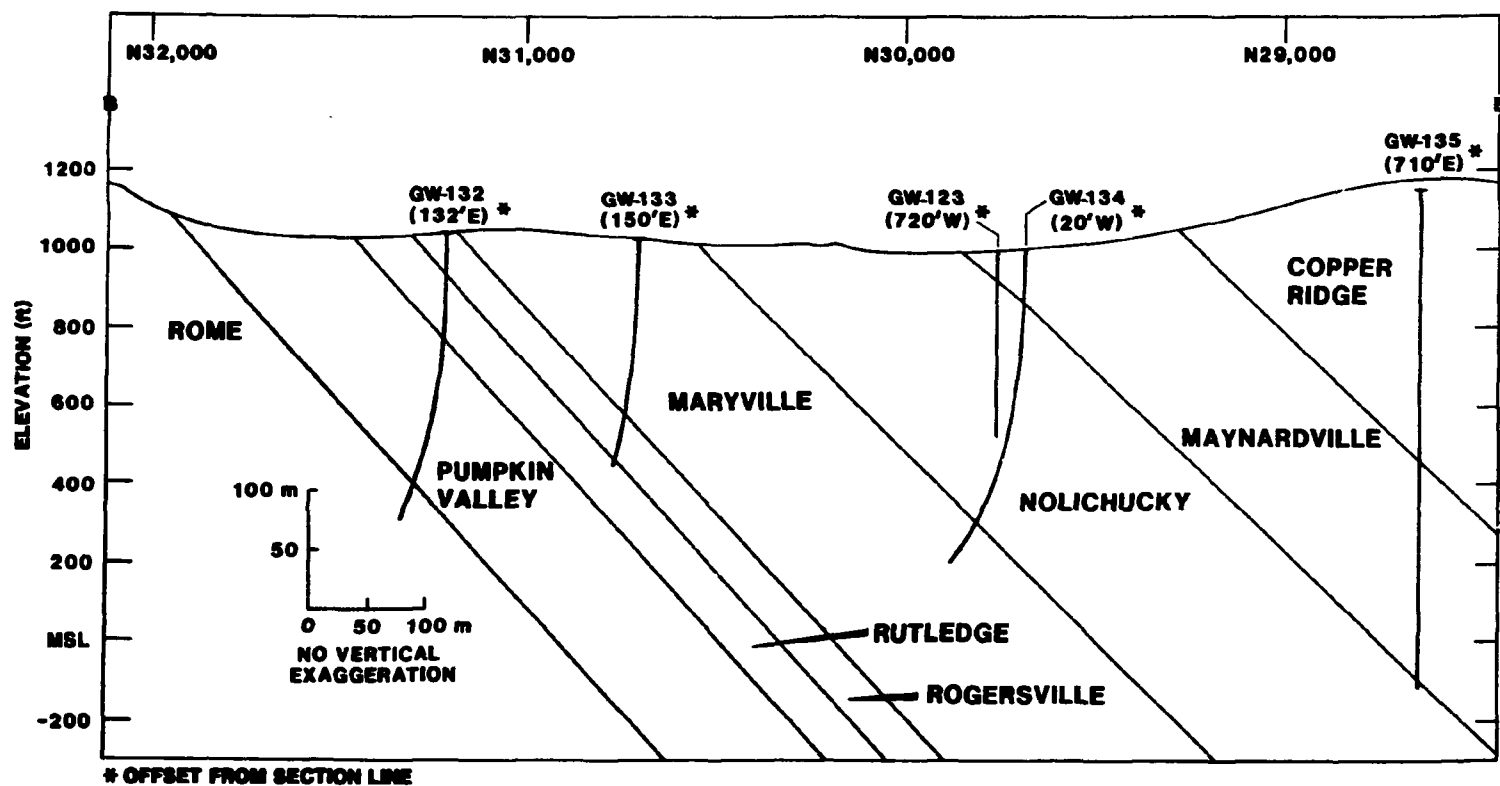 N32,000 N31,000 N30,000 N29,000
B
1200
1000
800
600
400
200
MSL
-200
ELEVATION (ft)
GW-132
(132'E) *
GW-133
(150'E) *
GW-123
(720'W) *
GW-134
(20'W) *
GW-135
(710'E) *
ROME
PUMPKIN
VALLEY
MARYVILLE
NOLICHUCKY
MAYNARDVILLE
COPPER
RIDGE
RUTLEDGE
ROGERSVILLE
100 m
50
0 50 100 m
NO VERTICAL
EXAGGERATION
* OFFSET FROM SECTION LINE